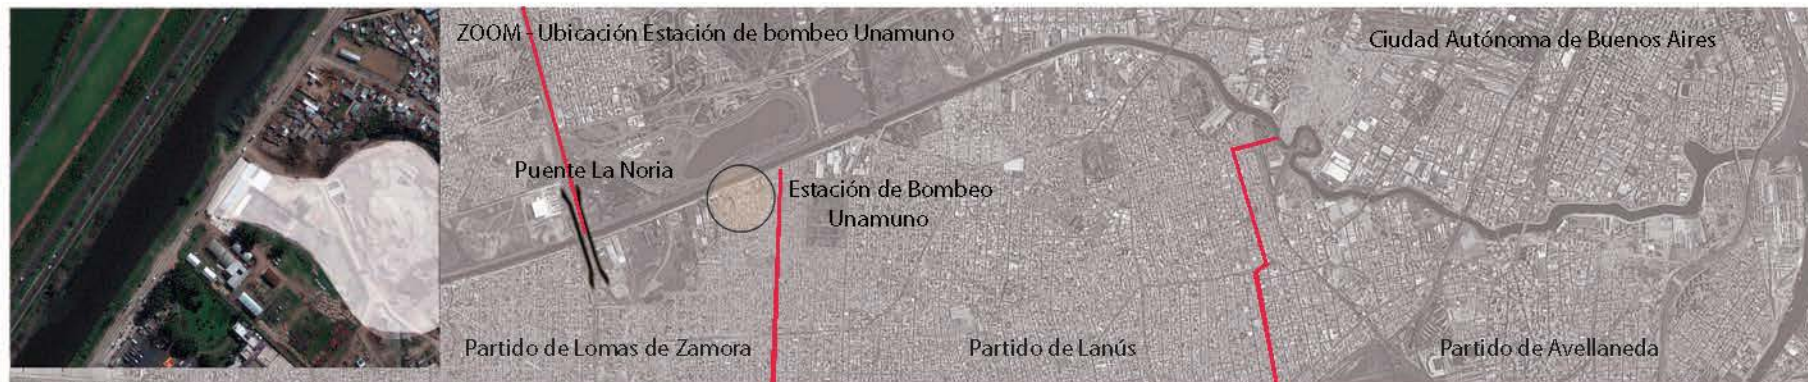 ZOOM - Ubicación Estación de bombeo Unamuno
Ciudad Autónoma de Buenos Aires
Puente La Noria
Estación de Bombeo
Unamuno
Partido de Lomas de Zamora
Partido de Lanús
Partido de Avellaneda